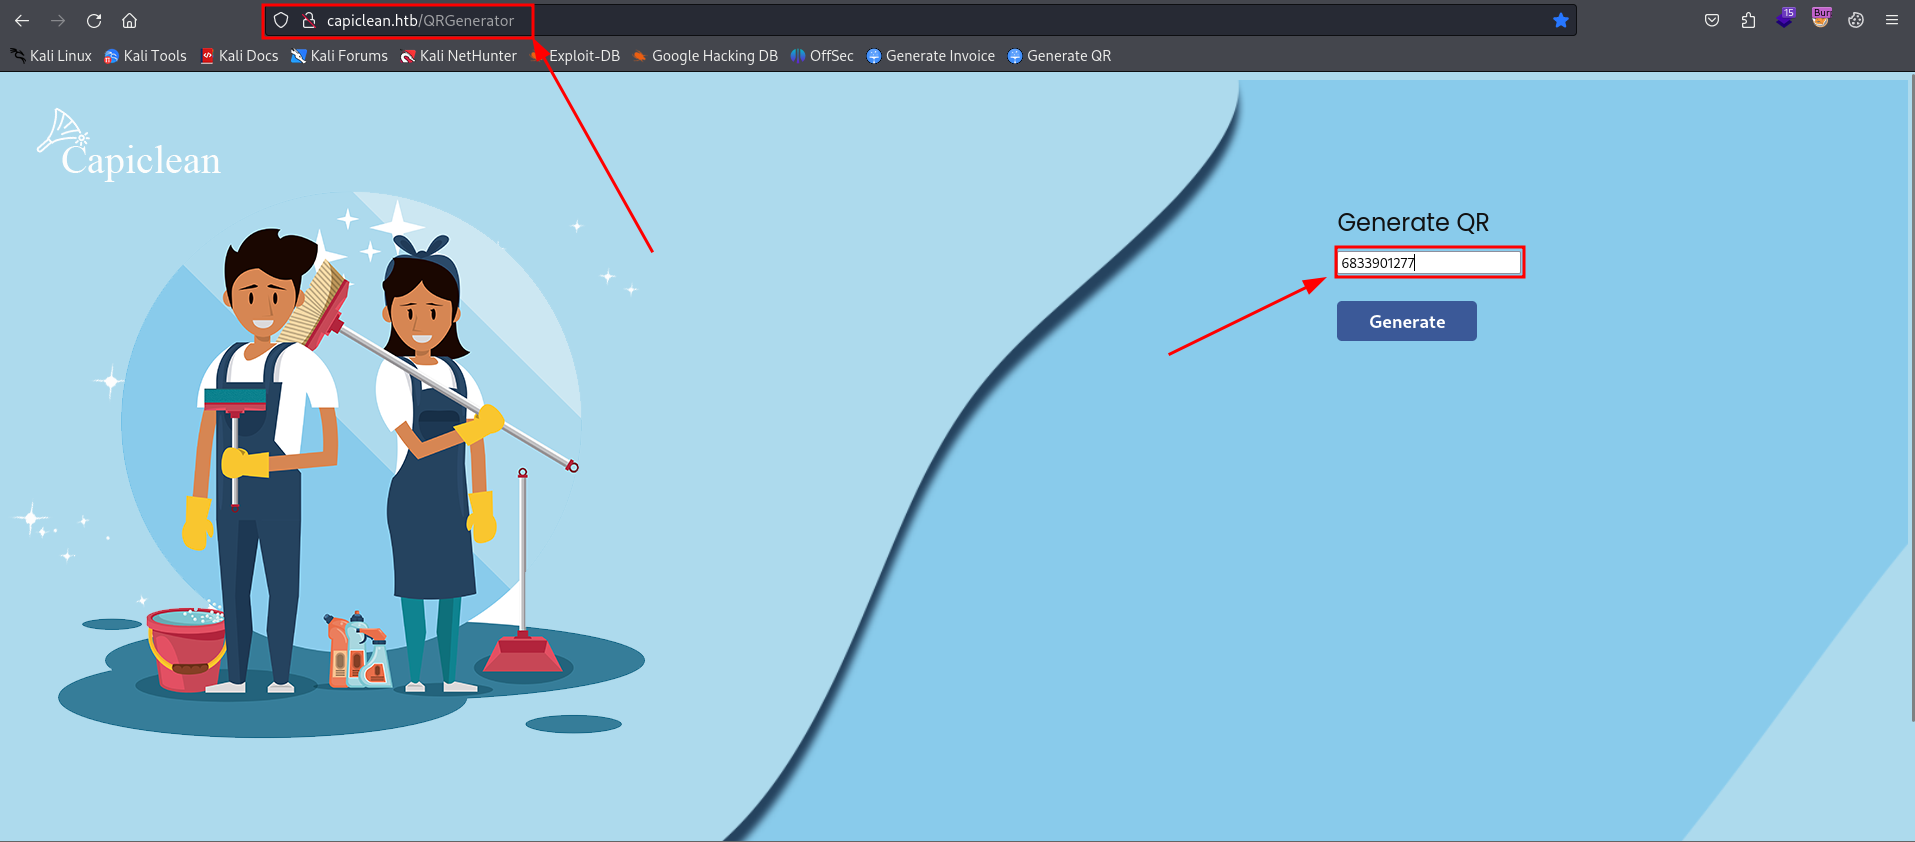 capiclean.htb/QRGenerator
15
Kali Linux Kali Tools Kali Docs Kali Forums Kali NetHunter Exploit-DB Google Hacking DB OffSec Generate Invoice Generate QR
Capiclean
Generate QR
6833901277
Generate